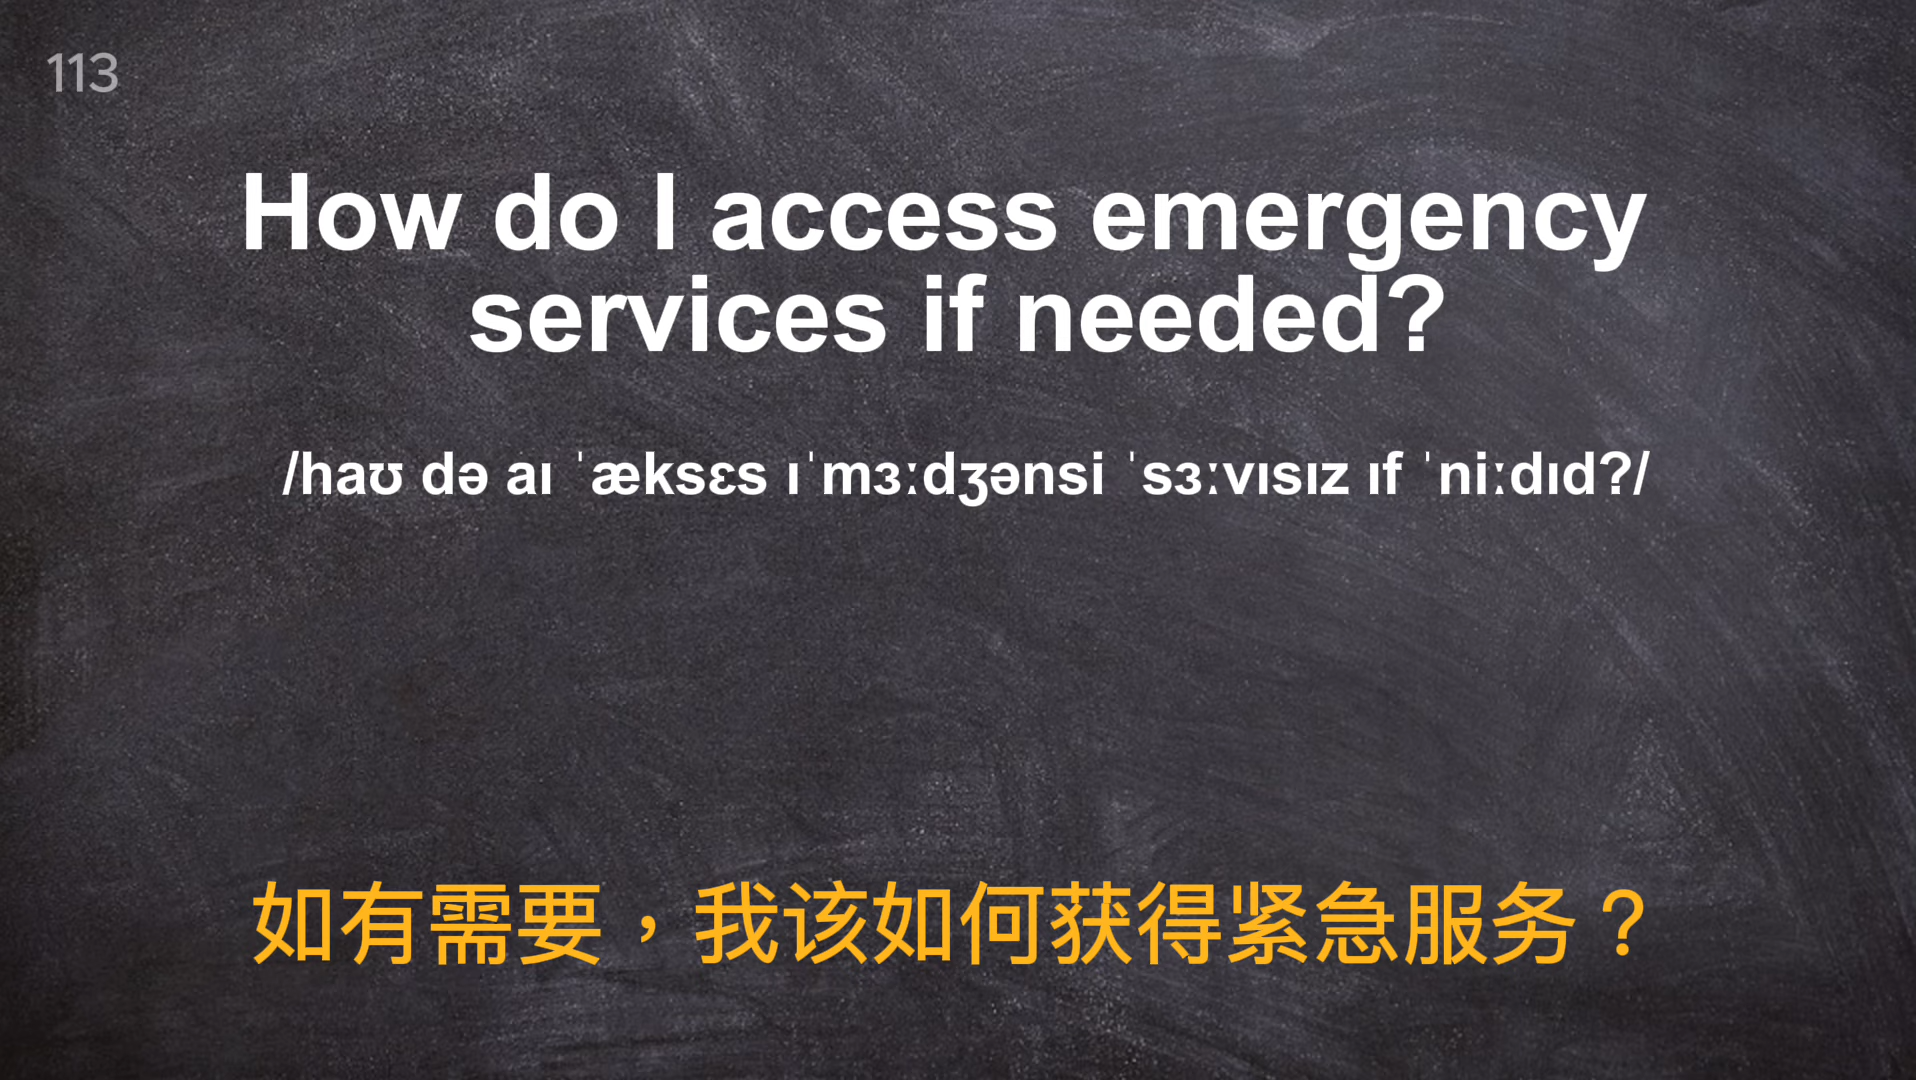 113
How do I access emergency
services if needed?
/haʊ də aɪ ˈæksɛs ɪˈmɜːdʒənsi ˈsɜːvɪsɪz ɪf ˈniːdɪd?/
如有需要，我该如何获得紧急服务？